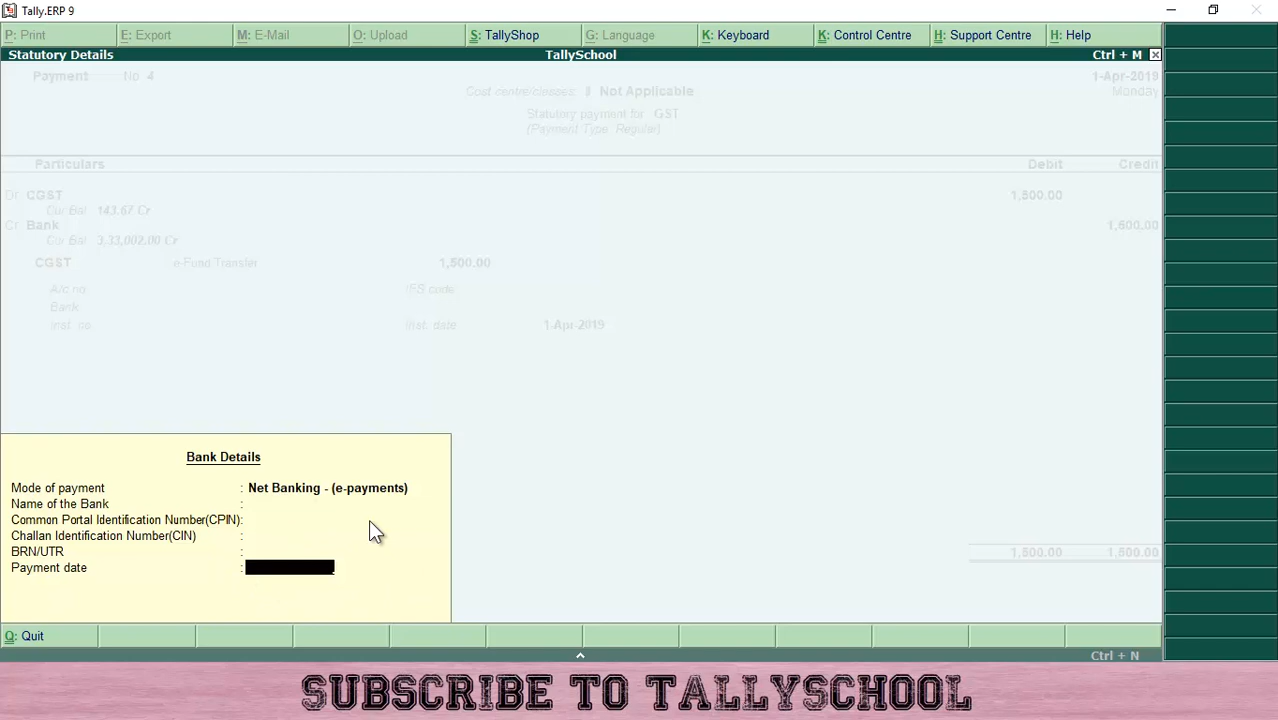 Tally.ERP 9
P: Print E: Export M: E-Mail O: Upload S: TallyShop G: Language K: Keyboard K: Control Centre H: Support Centre H: Help
Statutory Details TallySchool Ctrl + M
Payment No 4 1-Apr-2019
Cost centre/classes: Not Applicable Monday
Statutory payment for GST
(Payment Type Regular)
Particulars Debit Credit
Dr CGST 1,500.00
Cur Bal 143.67 Cr
Cr Bank 1,500.00
Cur Bal 3,33,002.00 Cr
CGST e-Fund Transfer 1,500.00
A/c no IFS code
Bank
Inst. no Inst. date 1-Apr-2019
Bank Details
Mode of payment : Net Banking - (e-payments)
Name of the Bank :
Common Portal Identification Number(CPIN):
Challan Identification Number(CIN) :
BRN/UTR : 1,500.00 1,500.00
Payment date :
Q: Quit
Ctrl + N
SUBSCRIBE TO TALLYSCHOOL